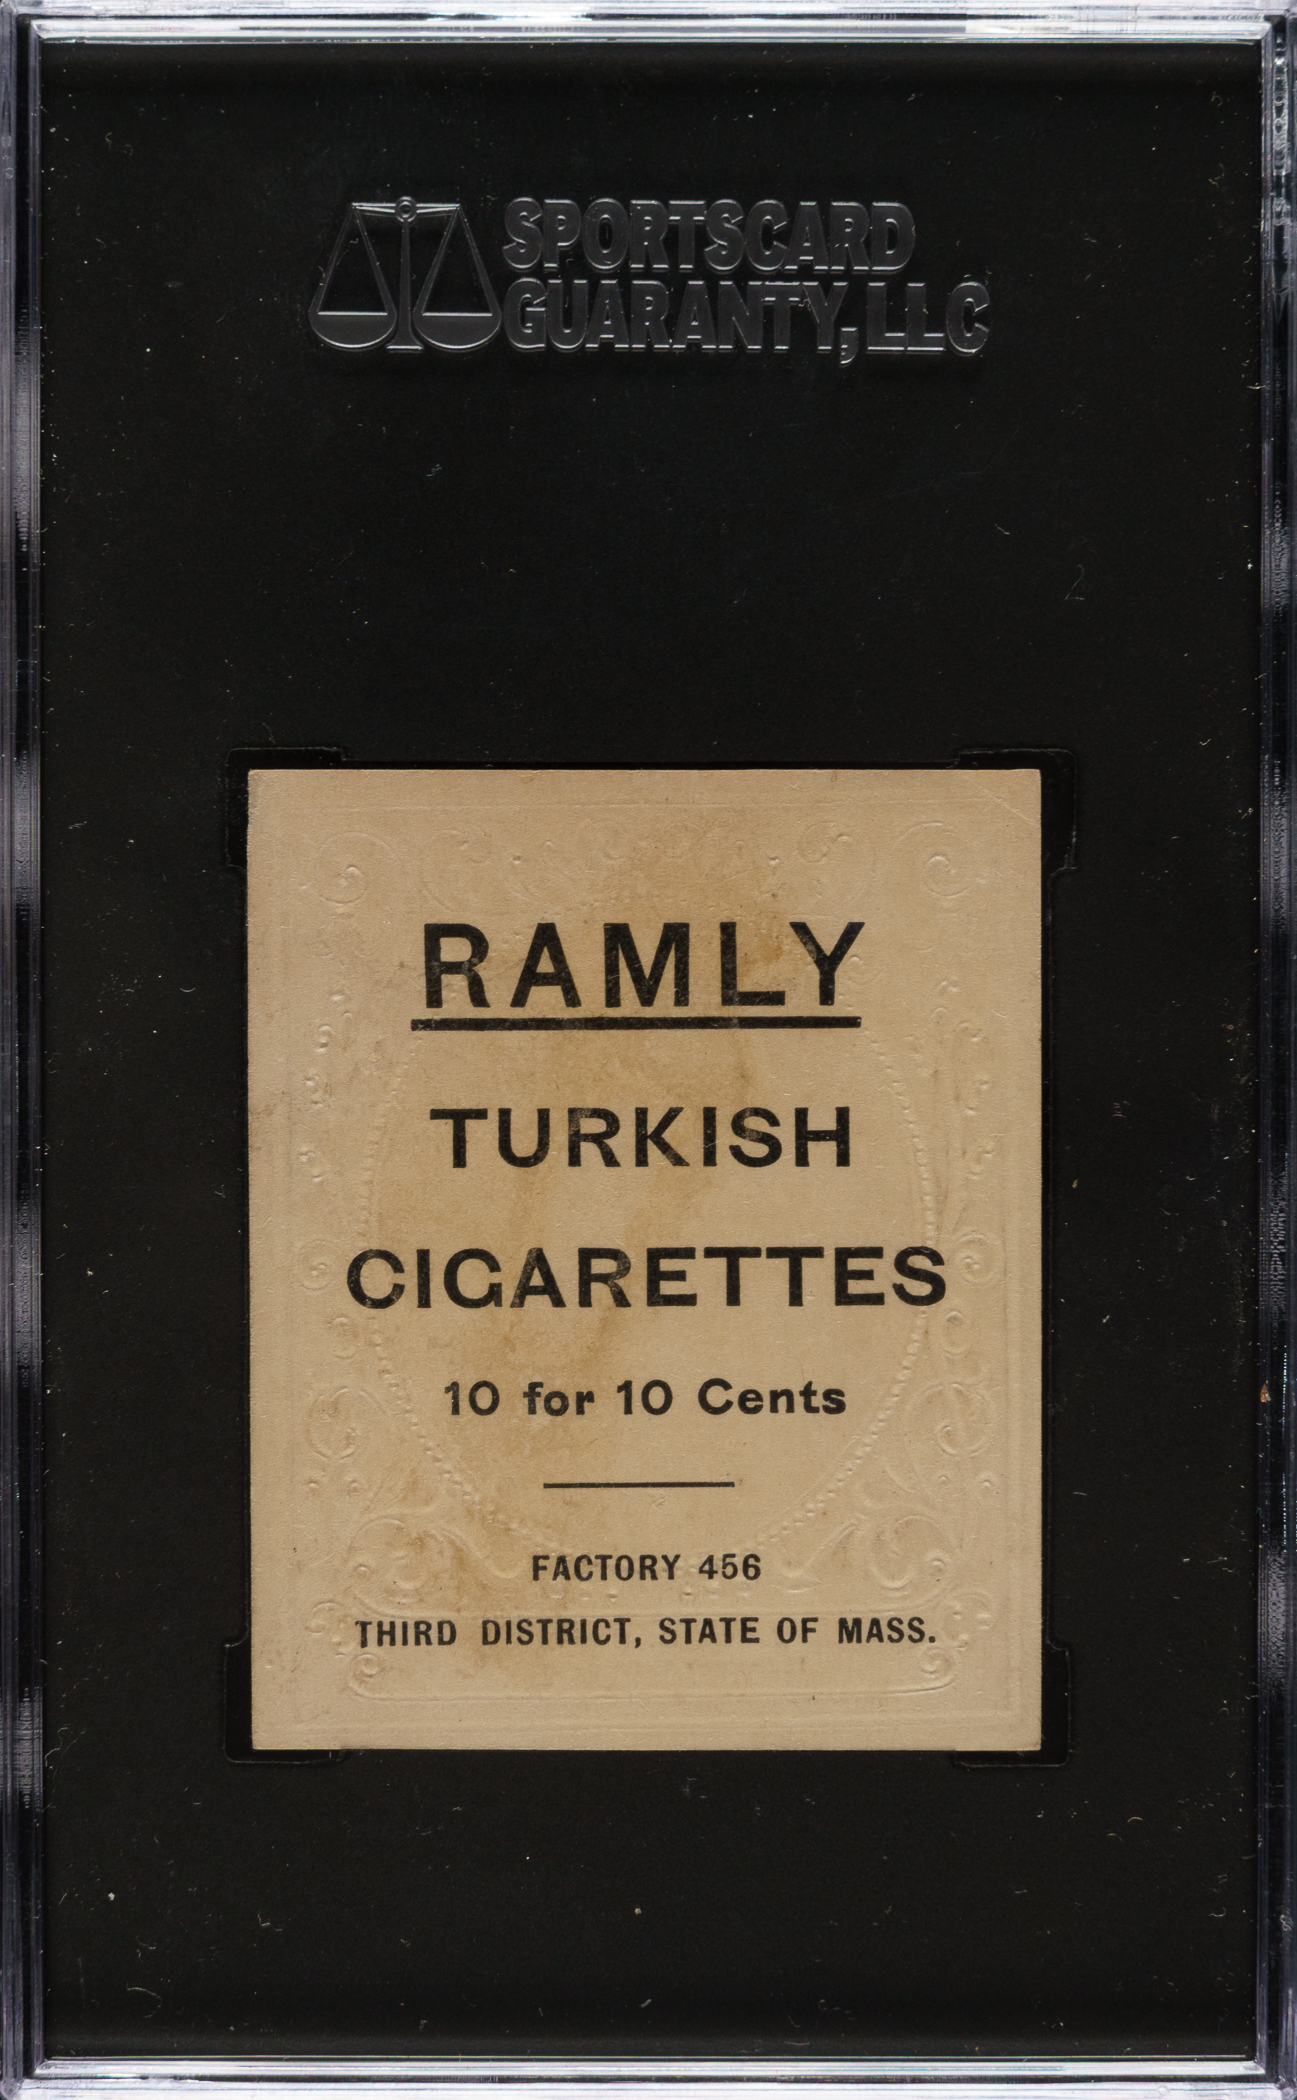 SPORTSCARD
GUARANTY, LLC
RAMLY
TURKISH
CIGARETTES
10 for 10 Cents
FACTORY 456
THIRD DISTRICT, STATE OF MASS.